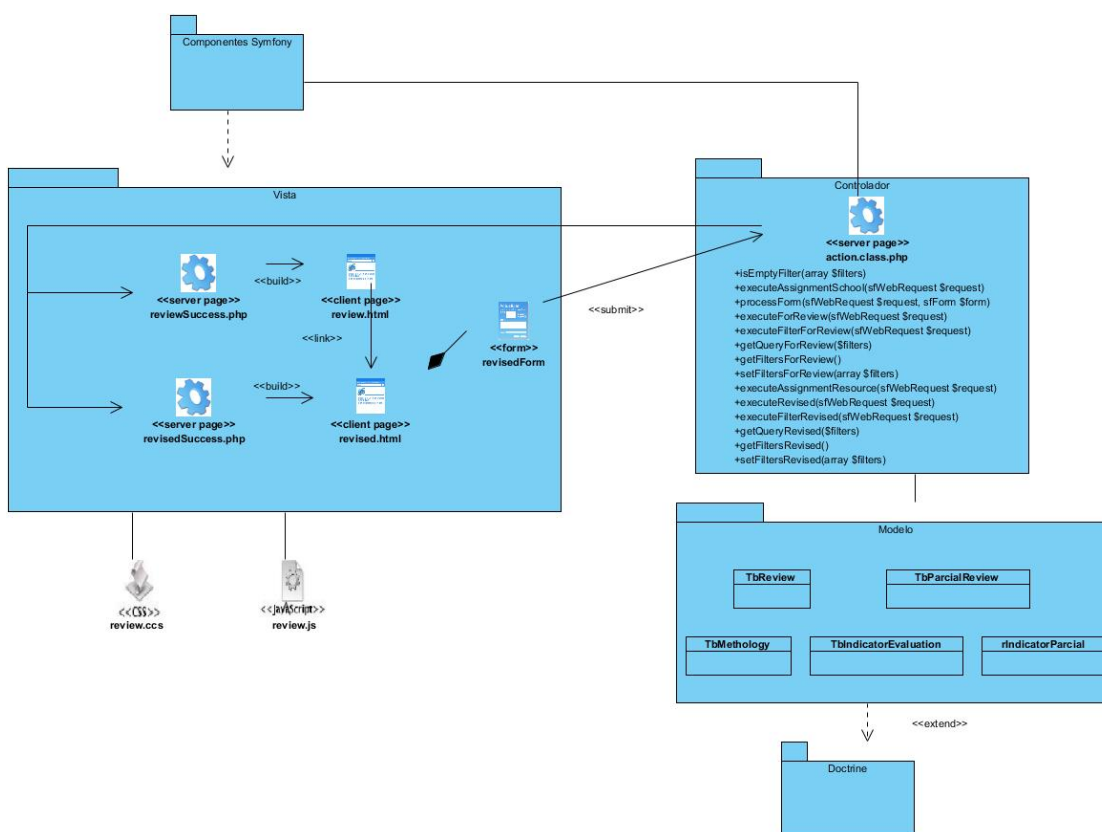 Componentes Symfony
Vista
<<server page>>
reviewSuccess.php
<<build>>
<<client page>>
review.html
<<link>>
<<form>>
revisedForm
<<submit>>
<<build>>
<<server page>>
revisedSuccess.php
<<client page>>
revised.html
<<CSS>>
review.ccs
<<JavaScript>>
review.js
Controlador
<<server page>>
action.class.php
+isEmptyFilter(array $filters)
+executeAssignmentSchool(sfWebRequest $request)
+processForm(sfWebRequest $request, sfForm $form)
+executeForReview(sfWebRequest $request)
+executeFilterForReview(sfWebRequest $request)
+getQueryForReview($filters)
+getFiltersForReview()
+setFiltersForReview(array $filters)
+executeAssignmentResource(sfWebRequest $request)
+executeRevised(sfWebRequest $request)
+executeFilterRevised(sfWebRequest $request)
+getQueryRevised($filters)
+getFiltersRevised()
+setFiltersRevised(array $filters)
Modelo
TbReview
TbParcialReview
TbMethology
TbIndicatorEvaluation
rIndicatorParcial
<<extend>>
Doctrine